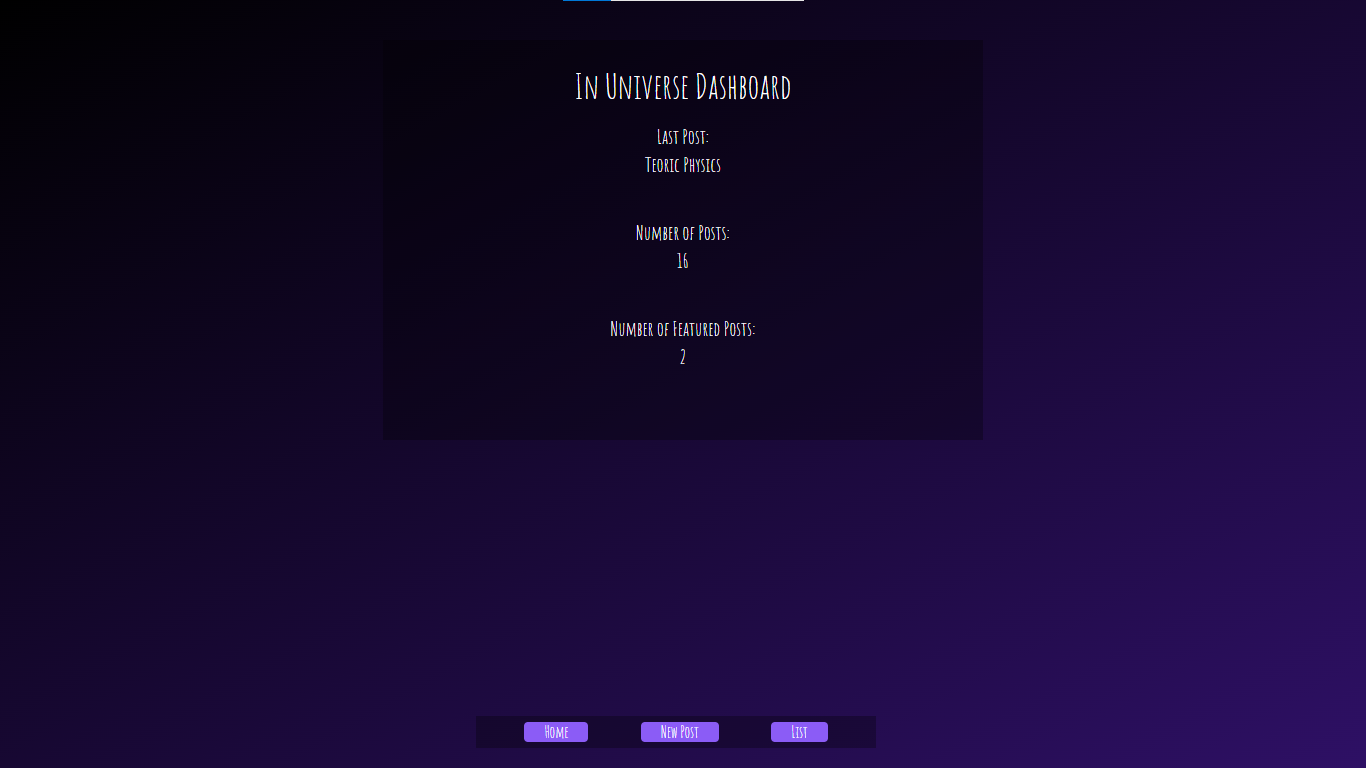 In Universe Dashboard
Last Post:
Teoric Physics
Number of Posts:
16
Number of Featured Posts:
2
Home
New Post
List